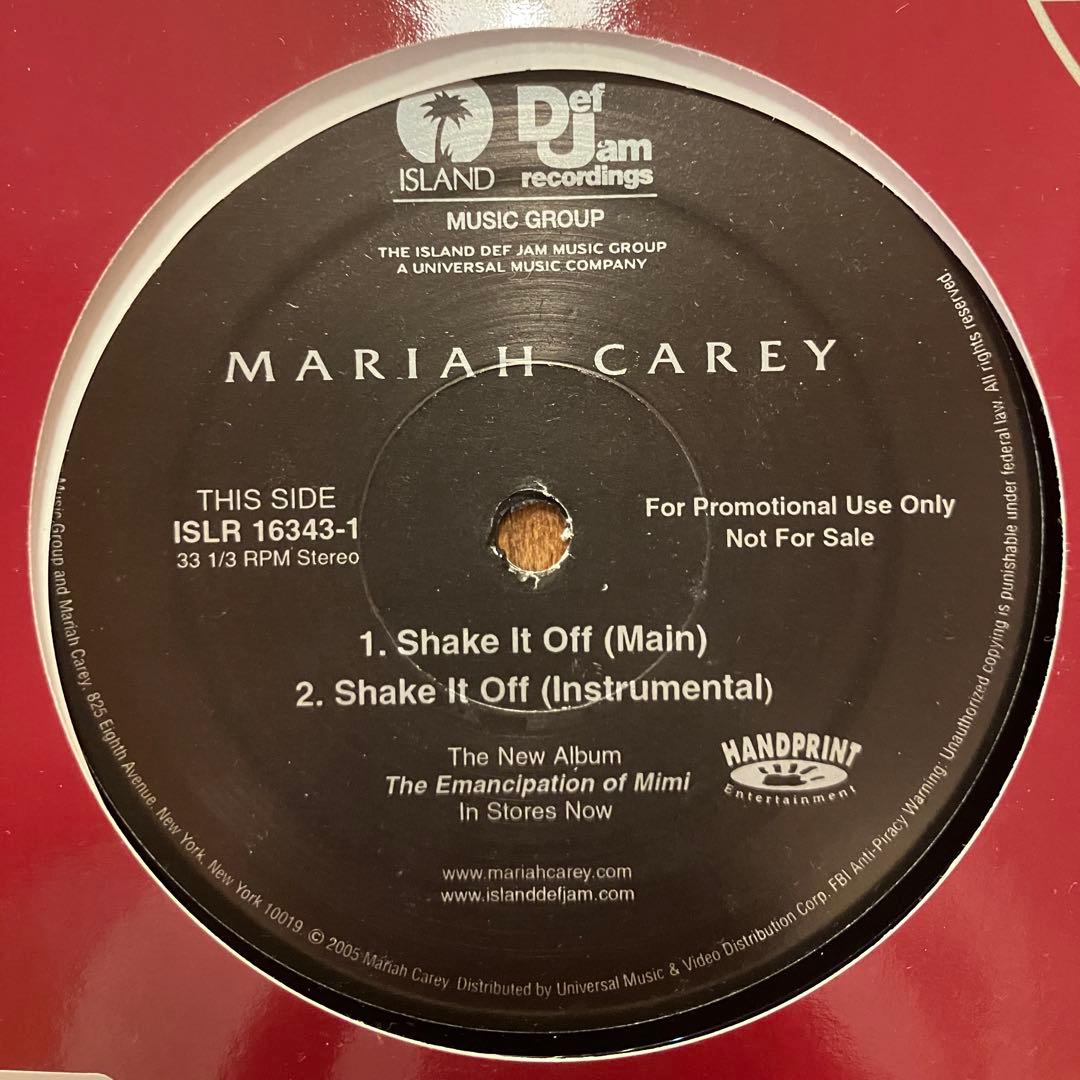 ISLAND
Def
Jam
recordings
MUSIC GROUP
THE ISLAND DEF JAM MUSIC GROUP
A UNIVERSAL MUSIC COMPANY
MARIAH CAREY
THIS SIDE
ISLR 16343-1
33 1/3 RPM Stereo
For Promotional Use Only
Not For Sale
1. Shake It Off (Main)
2. Shake It Off (Instrumental)
The New Album
The Emancipation of Mimi
In Stores Now
HANDPRINT
Entertainment
www.mariahcarey.com
www.islanddefjam.com
Music Group and Mariah Carey, 825 Eighth Avenue, New York, New York 10019. © 2005 Mariah Carey. Distributed by Universal Music & Video Distribution Corp. FBI Anti-Piracy Warning: Unauthorized copying is punishable under federal law. All rights reserved.